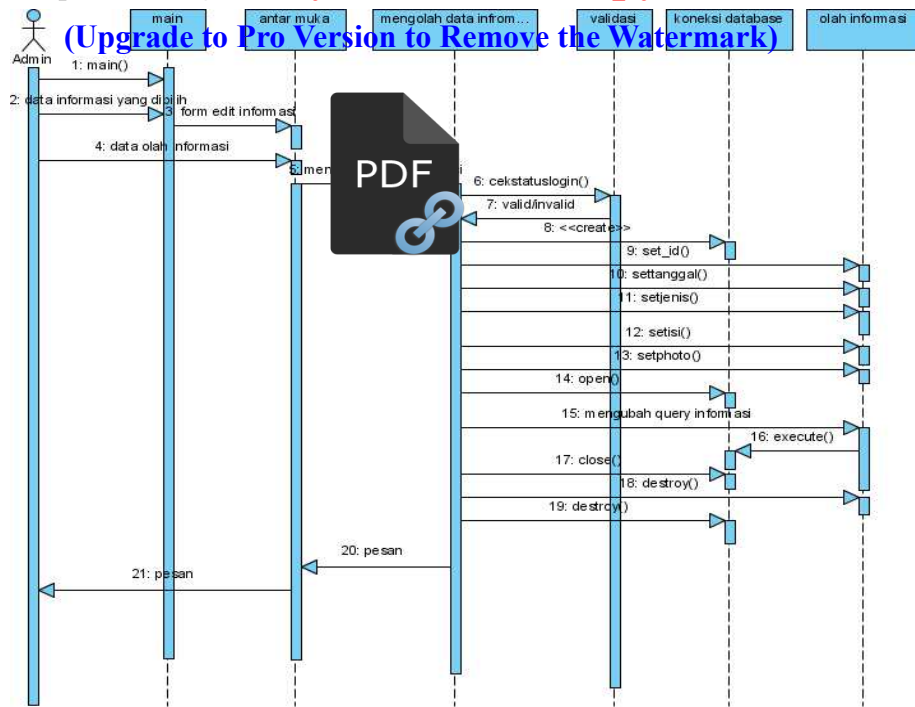 main
antar muka
mengolah data infrom...
validasi
koneksi database
olah informasi
(Upgrade to Pro Version to Remove the Watermark)
Admin
1: main()
2: data informasi yang dipilih
3: form edit informasi
4: data olah informasi
PDF
6: cekstatuslogin()
7: valid/invalid
8: <<create>>
9: set_id()
10: settanggal()
11: setjenis()
12: setisi()
13: setphoto()
14: open()
15: mengubah query informasi
16: execute()
17: close()
18: destroy()
19: destroy()
20: pesan
21: pesan